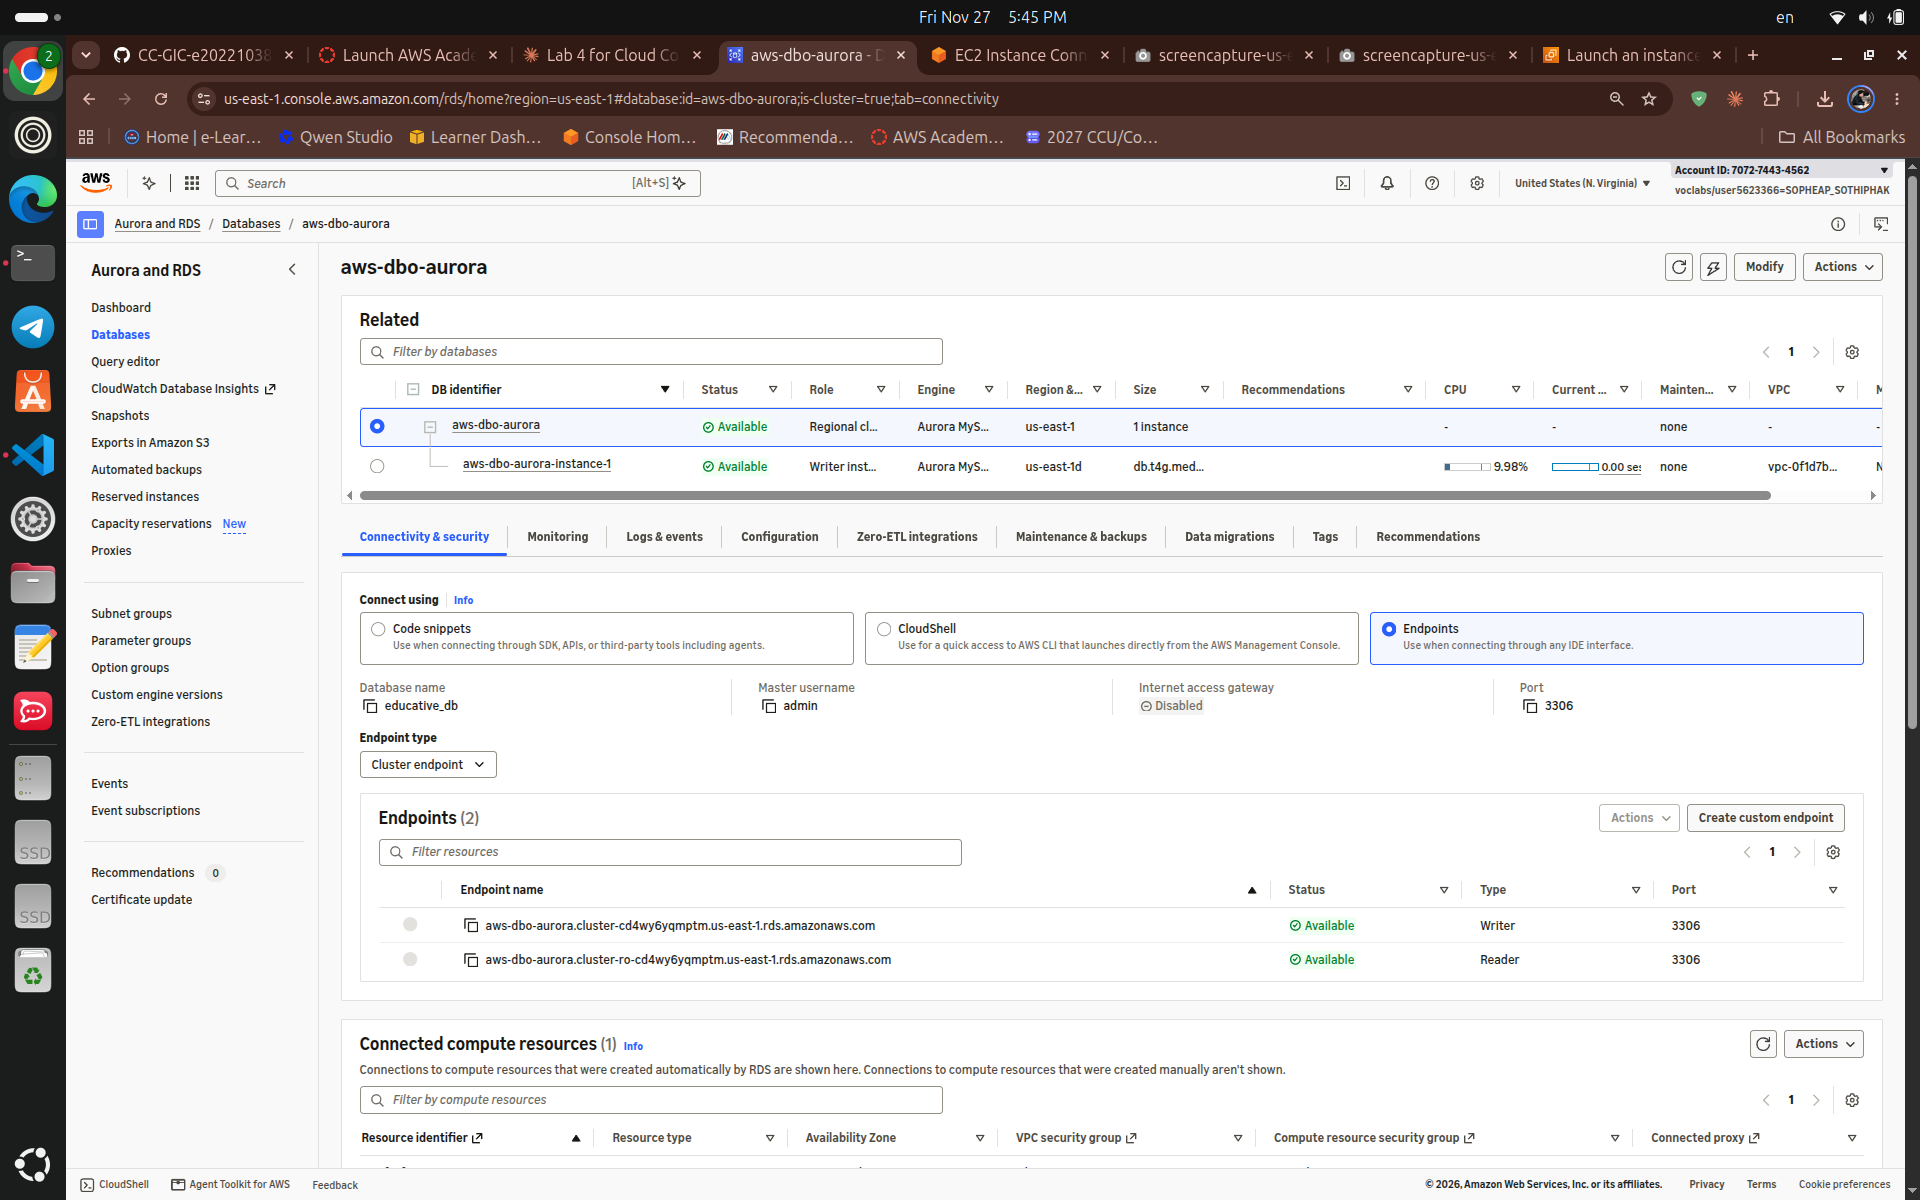 Fri Nov 27 5:45 PM
en
2
CC-GIC-e20221038
Launch AWS Acade
Lab 4 for Cloud Co
aws-dbo-aurora - D
EC2 Instance Conn
screencapture-us-e
screencapture-us-e
Launch an instance
us-east-1.console.aws.amazon.com/rds/home?region=us-east-1#database:id=aws-dbo-aurora;is-cluster=true;tab=connectivity
Home | e-Lear…
Qwen Studio
Learner Dash…
Console Hom…
Recommenda…
AWS Academ…
2027 CCU/Co…
All Bookmarks
aws
Search
[Alt+S]
United States (N. Virginia)
Account ID: 7072-7443-4562
voclabs/user5623366=SOPHEAP_SOTHIPHAK
Aurora and RDS / Databases / aws-dbo-aurora
Aurora and RDS
Dashboard
Databases
Query editor
CloudWatch Database Insights
Snapshots
Exports in Amazon S3
Automated backups
Reserved instances
Capacity reservations New
Proxies
Subnet groups
Parameter groups
Option groups
Custom engine versions
Zero-ETL integrations
Events
Event subscriptions
Recommendations 0
Certificate update
SSD
SSD
aws-dbo-aurora
Modify
Actions
Related
Filter by databases
1
DB identifier Status Role Engine Region &... Size Recommendations CPU Current ... Mainten... VPC M
aws-dbo-aurora Available Regional cl... Aurora MyS... us-east-1 1 instance - - none - -
aws-dbo-aurora-instance-1 Available Writer inst... Aurora MyS... us-east-1d db.t4g.med... 9.98% 0.00 ses none vpc-0f1d7b... N
Connectivity & security Monitoring Logs & events Configuration Zero-ETL integrations Maintenance & backups Data migrations Tags Recommendations
Connect using Info
Code snippets
Use when connecting through SDK, APIs, or third-party tools including agents.
CloudShell
Use for a quick access to AWS CLI that launches directly from the AWS Management Console.
Endpoints
Use when connecting through any IDE interface.
Database name
educative_db
Master username
admin
Internet access gateway
Disabled
Port
3306
Endpoint type
Cluster endpoint
Endpoints (2)
Actions
Create custom endpoint
Filter resources
1
Endpoint name Status Type Port
aws-dbo-aurora.cluster-cd4wy6yqmptm.us-east-1.rds.amazonaws.com Available Writer 3306
aws-dbo-aurora.cluster-ro-cd4wy6yqmptm.us-east-1.rds.amazonaws.com Available Reader 3306
Connected compute resources (1) Info
Actions
Connections to compute resources that were created automatically by RDS are shown here. Connections to compute resources that were created manually aren't shown.
Filter by compute resources
1
Resource identifier Resource type Availability Zone VPC security group Compute resource security group Connected proxy
CloudShell
Agent Toolkit for AWS
Feedback
© 2026, Amazon Web Services, Inc. or its affiliates.
Privacy
Terms
Cookie preferences